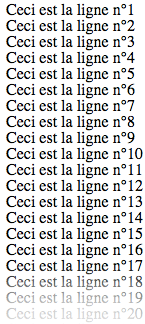 Ceci est la ligne n°1
Ceci est la ligne n°2
Ceci est la ligne n°3
Ceci est la ligne n°4
Ceci est la ligne n°5
Ceci est la ligne n°6
Ceci est la ligne n°7
Ceci est la ligne n°8
Ceci est la ligne n°9
Ceci est la ligne n°10
Ceci est la ligne n°11
Ceci est la ligne n°12
Ceci est la ligne n°13
Ceci est la ligne n°14
Ceci est la ligne n°15
Ceci est la ligne n°16
Ceci est la ligne n°17
Ceci est la ligne n°18
Ceci est la ligne n°19
Ceci est la ligne n°20